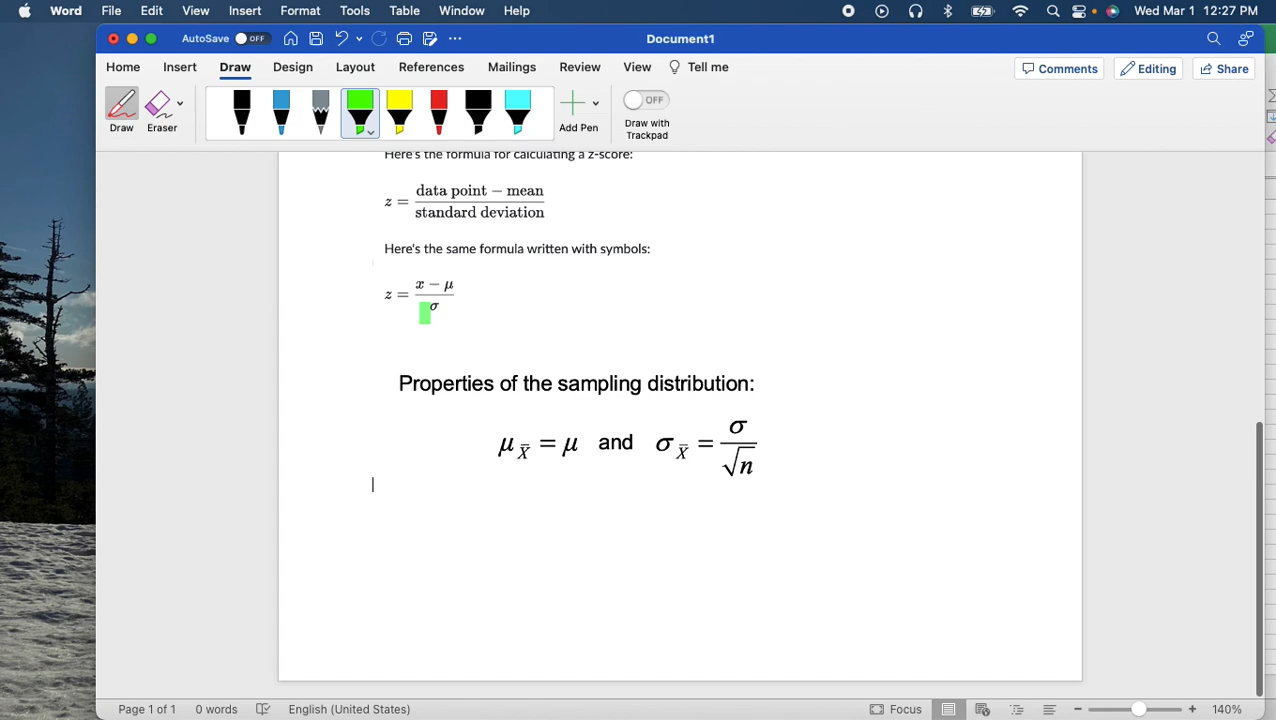 Word File Edit View Insert Format Tools Table Window Help Wed Mar 1 12:27 PM
AutoSave OFF Document1
Home Insert Draw Design Layout References Mailings Review View Tell me Comments Editing Share
OFF
Draw Eraser Add Pen Draw with Trackpad
Here's the formula for calculating a z-score:
z = data point − mean / standard deviation
Here's the same formula written with symbols:
z = x − μ / σ
Properties of the sampling distribution:
μ_X̄ = μ and σ_X̄ = σ / √n
Page 1 of 1 0 words English (United States) Focus 140%